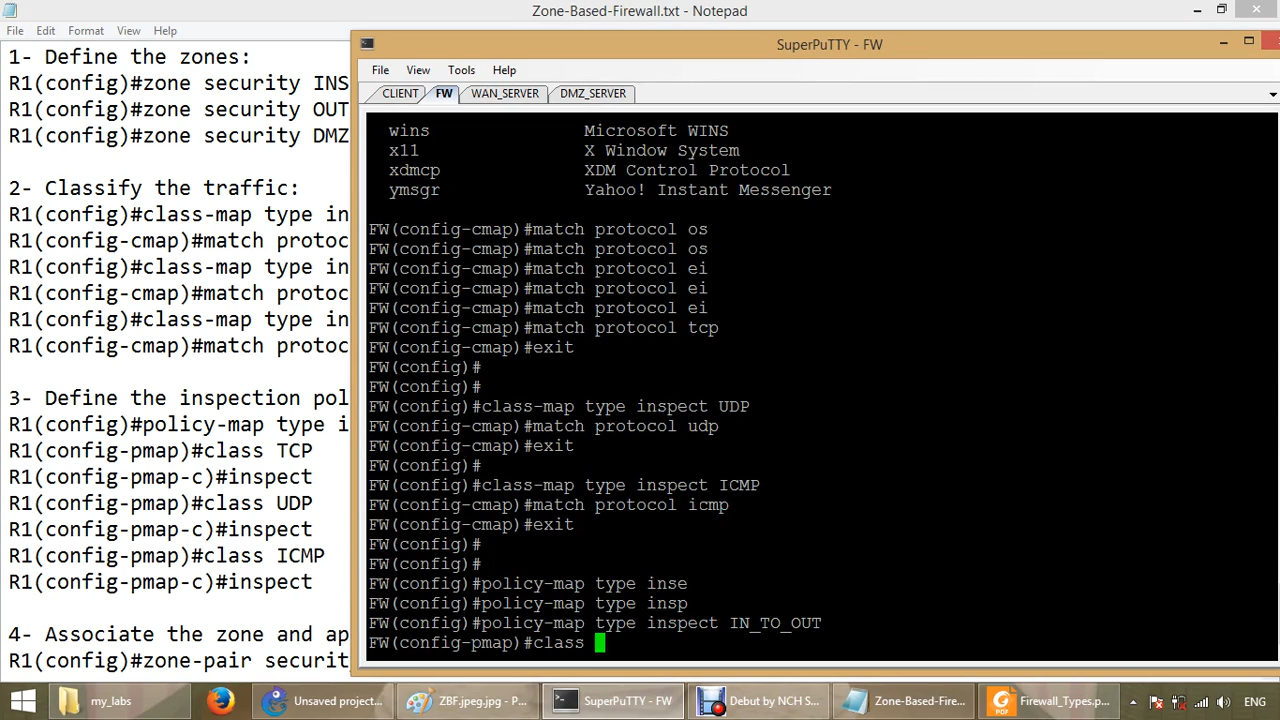 Zone-Based-Firewall.txt - Notepad
File Edit Format View Help
1- Define the zones:
R1(config)#zone security INS
R1(config)#zone security OUT
R1(config)#zone security DMZ
2- Classify the traffic:
R1(config)#class-map type in
R1(config-cmap)#match protoc
R1(config)#class-map type in
R1(config-cmap)#match protoc
R1(config)#class-map type in
R1(config-cmap)#match protoc
3- Define the inspection pol
R1(config)#policy-map type i
R1(config-pmap)#class TCP
R1(config-pmap-c)#inspect
R1(config-pmap)#class UDP
R1(config-pmap-c)#inspect
R1(config-pmap)#class ICMP
R1(config-pmap-c)#inspect
4- Associate the zone and ap
R1(config)#zone-pair securit
SuperPuTTY - FW
File View Tools Help
CLIENT FW WAN_SERVER DMZ_SERVER
wins Microsoft WINS
x11 X Window System
xdmcp XDM Control Protocol
ymsgr Yahoo! Instant Messenger
FW(config-cmap)#match protocol os
FW(config-cmap)#match protocol os
FW(config-cmap)#match protocol ei
FW(config-cmap)#match protocol ei
FW(config-cmap)#match protocol ei
FW(config-cmap)#match protocol tcp
FW(config-cmap)#exit
FW(config)#
FW(config)#
FW(config)#class-map type inspect UDP
FW(config-cmap)#match protocol udp
FW(config-cmap)#exit
FW(config)#
FW(config)#class-map type inspect ICMP
FW(config-cmap)#match protocol icmp
FW(config-cmap)#exit
FW(config)#
FW(config)#
FW(config)#policy-map type inse
FW(config)#policy-map type insp
FW(config)#policy-map type inspect IN_TO_OUT
FW(config-pmap)#class
my_labs Unsaved project... ZBF.jpeg.jpg - P... SuperPuTTY - FW Debut by NCH S... Zone-Based-Fire... Firewall_Types.p... ENG